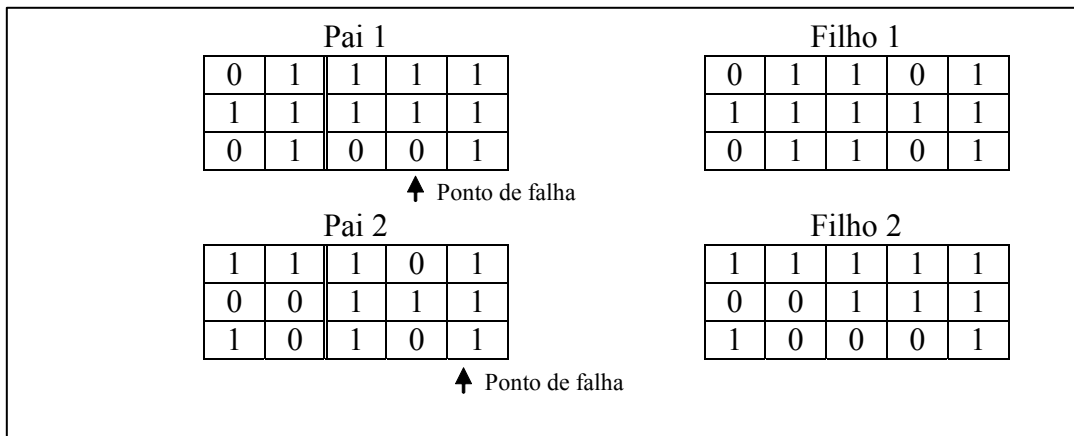 Pai 1
0 1 1 1 1
1 1 1 1 1
0 1 0 0 1
Ponto de falha
Filho 1
0 1 1 0 1
1 1 1 1 1
0 1 1 0 1
Pai 2
1 1 1 0 1
0 0 1 1 1
1 0 1 0 1
Ponto de falha
Filho 2
1 1 1 1 1
0 0 1 1 1
1 0 0 0 1